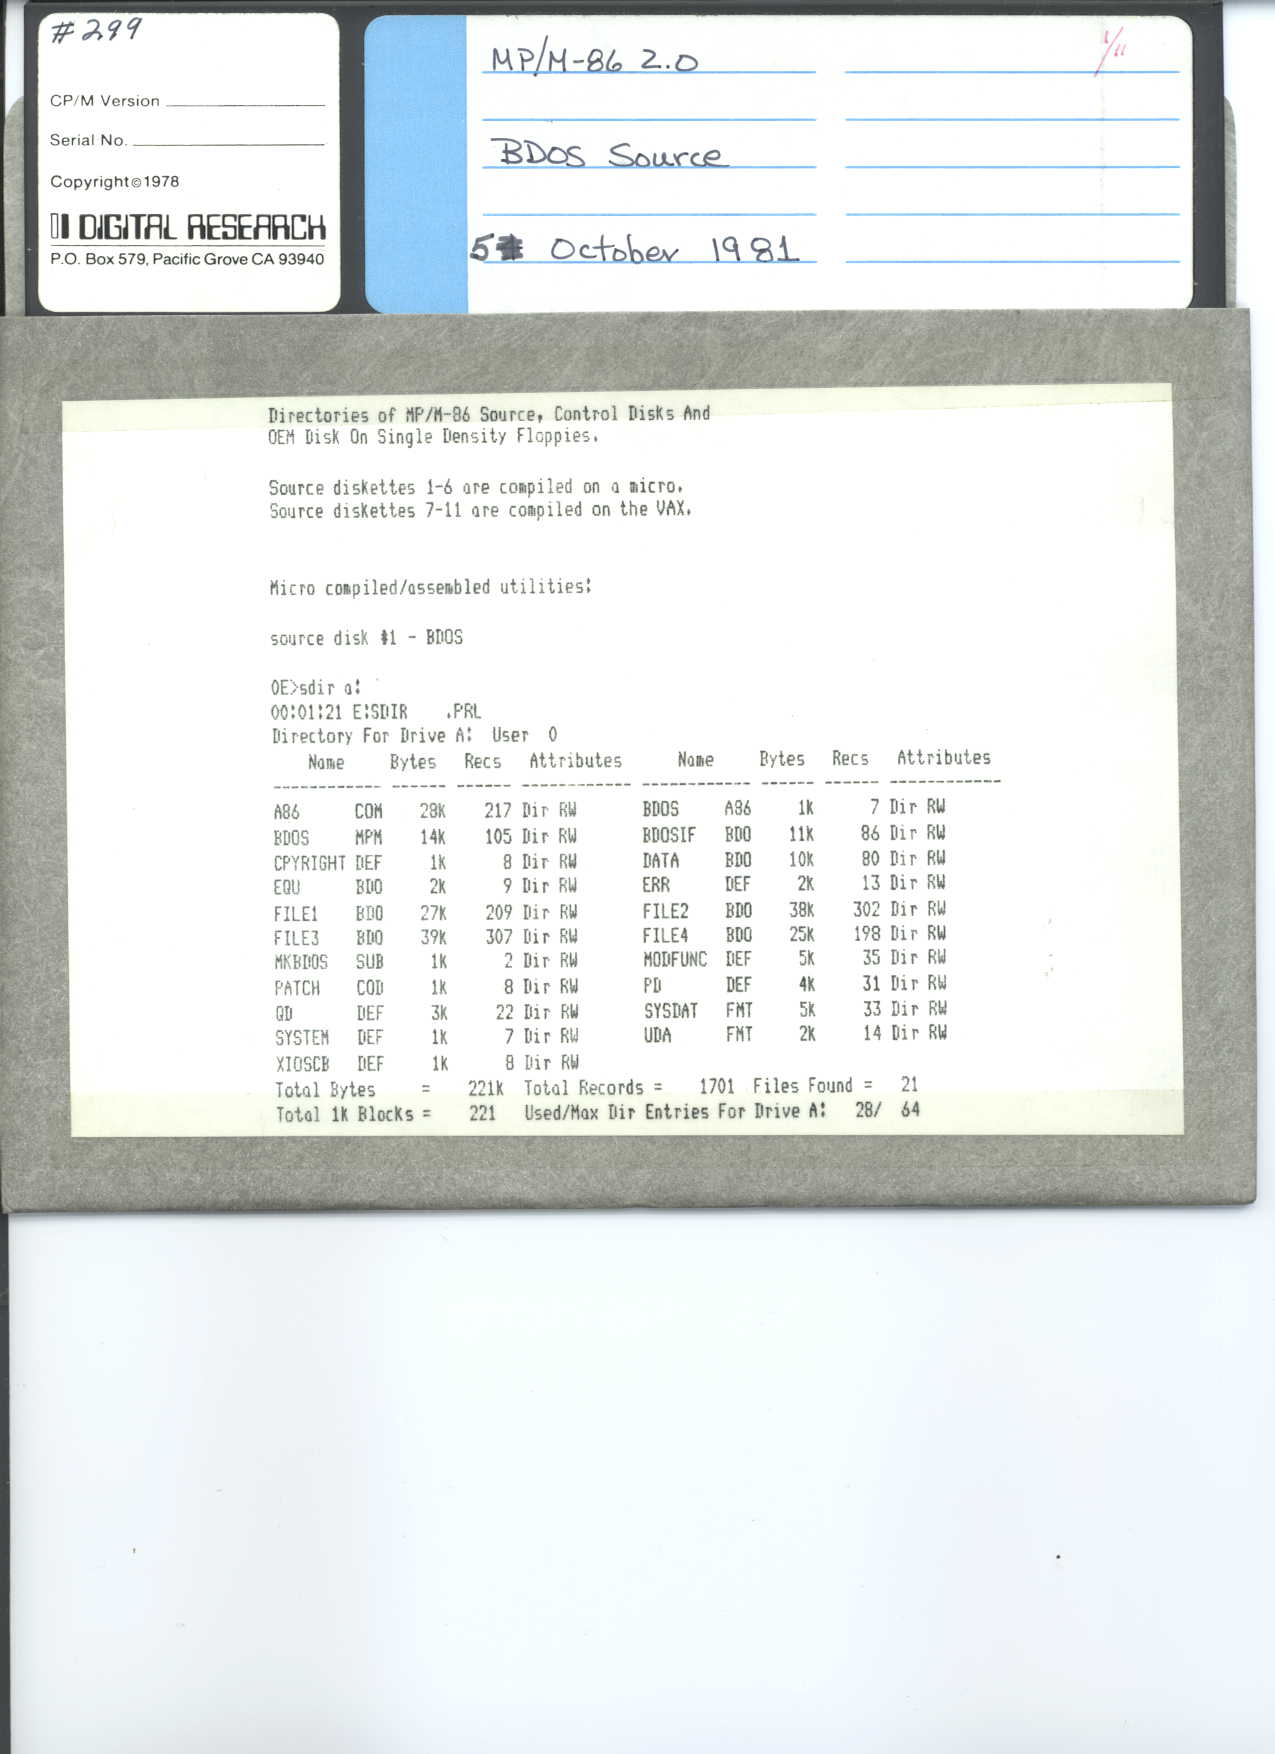 #299
CP/M Version
Serial No.
Copyright©1978
DIGITAL RESEARCH
P.O. Box 579, Pacific Grove CA 93940
MP/M-86 2.0
1/11
BDOS Source
5 October 1981
Directories of MP/M-86 Source, Control Disks And
OEM Disk On Single Density Floppies.
Source diskettes 1-6 are compiled on a micro.
Source diskettes 7-11 are compiled on the VAX.
Micro compiled/assembled utilities:
source disk #1 - BDOS
0E>sdir a:
00:01:21 E:SDIR    .PRL
Directory For Drive A:  User  0
Name Bytes Recs Attributes Name Bytes Recs Attributes
------------ ------ ------ ------------ ------------ ------ ------ ------------
A86 COM 28k 217 Dir RW BDOS A86 1k 7 Dir RW
BDOS MPM 14k 105 Dir RW BDOSIF BDO 11k 86 Dir RW
CPYRIGHT DEF 1k 8 Dir RW DATA BDO 10k 80 Dir RW
EQU BDO 2k 9 Dir RW ERR DEF 2k 13 Dir RW
FILE1 BDO 27k 209 Dir RW FILE2 BDO 38k 302 Dir RW
FILE3 BDO 39k 307 Dir RW FILE4 BDO 25k 198 Dir RW
MKBDOS SUB 1k 2 Dir RW MODFUNC DEF 5k 35 Dir RW
PATCH COD 1k 8 Dir RW PD DEF 4k 31 Dir RW
QD DEF 3k 22 Dir RW SYSDAT FMT 5k 33 Dir RW
SYSTEM DEF 1k 7 Dir RW UDA FMT 2k 14 Dir RW
XIOSCB DEF 1k 8 Dir RW
Total Bytes = 221k Total Records = 1701 Files Found = 21
Total 1k Blocks = 221 Used/Max Dir Entries For Drive A: 28/ 64